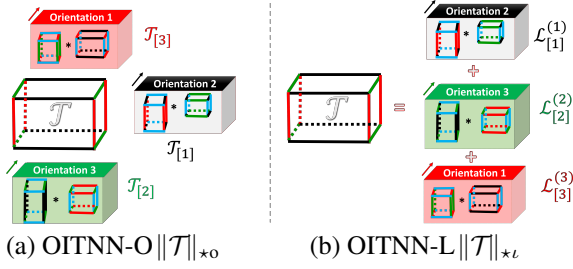 Orientation 1
* 
𝒯[3]
𝒯
Orientation 2
*
𝒯[1]
Orientation 3
*
𝒯[2]
(a) OITNN-O ‖𝒯‖⋆o
Orientation 2
*
ℒ[1]^(1)
+
𝒯
=
Orientation 3
*
ℒ[2]^(2)
+
Orientation 1
*
ℒ[3]^(3)
(b) OITNN-L ‖𝒯‖⋆ι